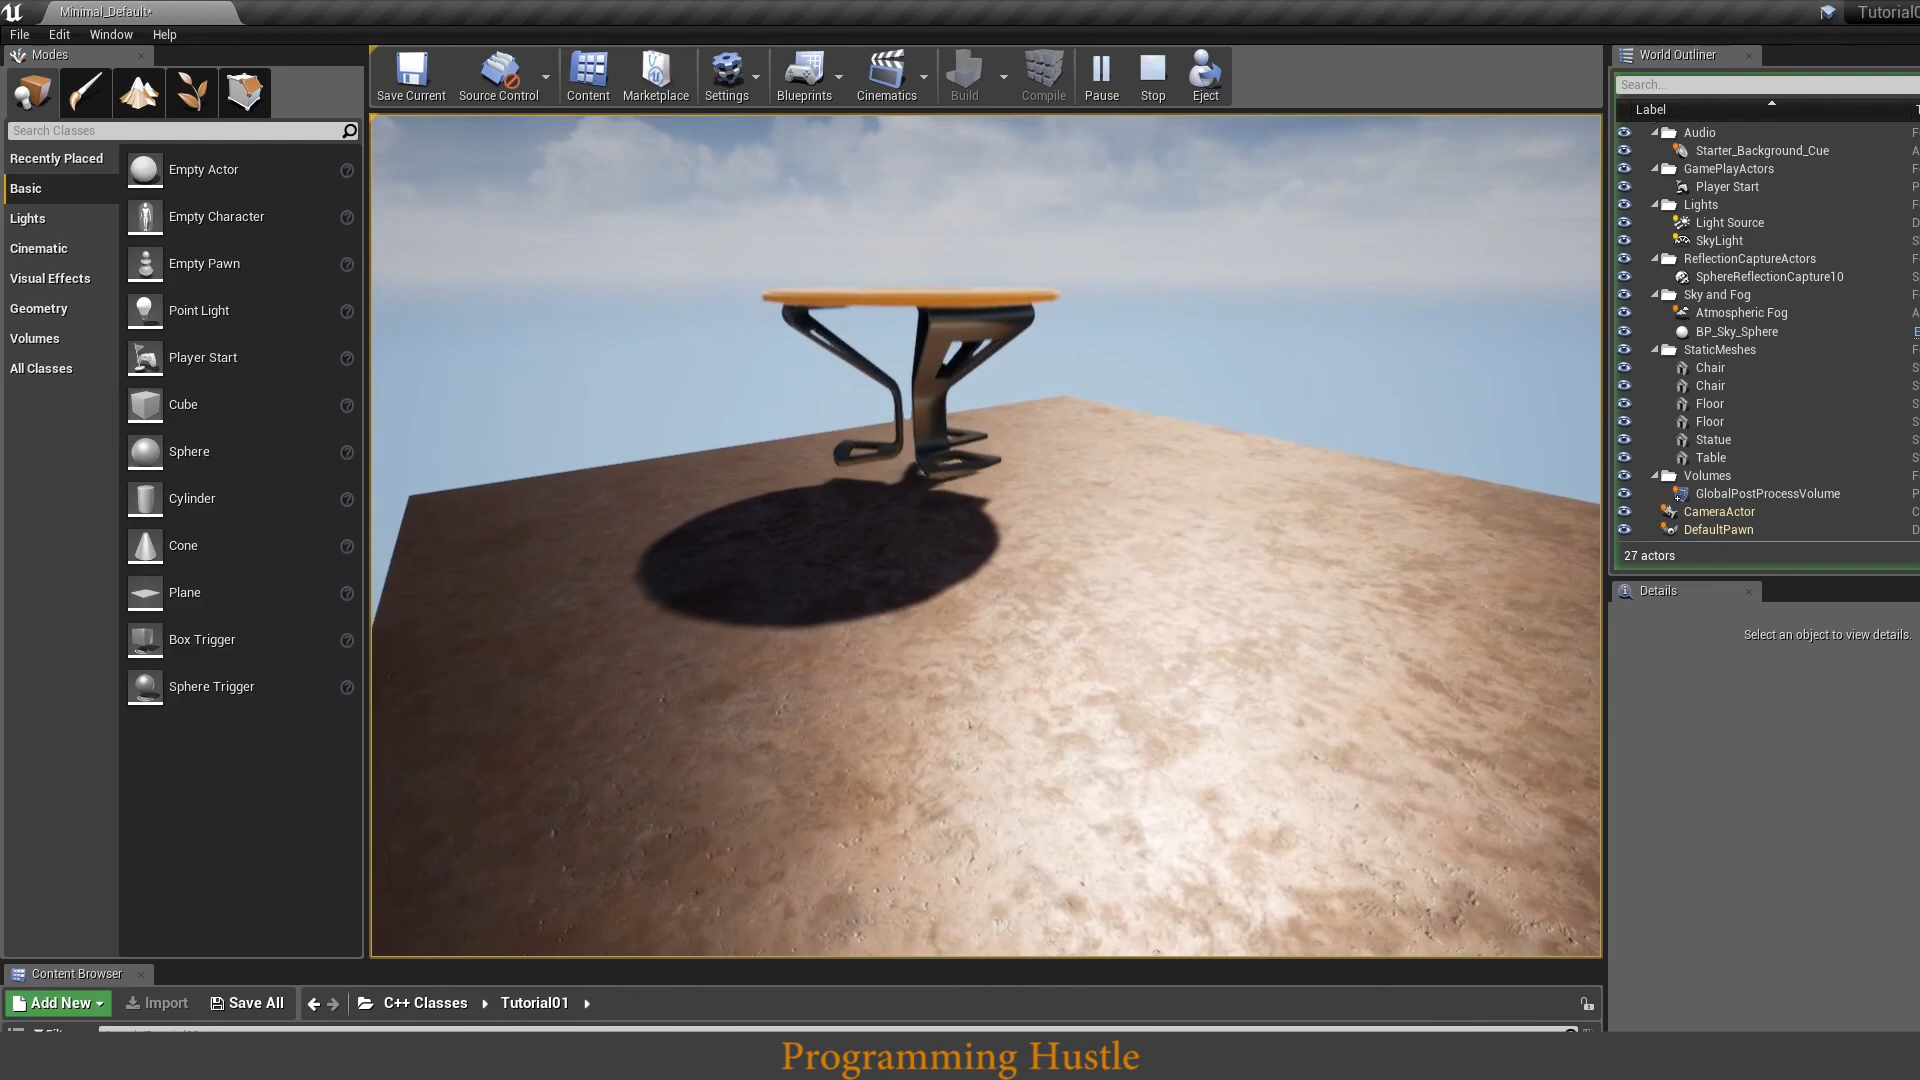 Minimal_Default*
Tutorial0
File Edit Window Help
Modes
Search Classes
Recently Placed
Basic
Lights
Cinematic
Visual Effects
Geometry
Volumes
All Classes
Empty Actor
Empty Character
Empty Pawn
Point Light
Player Start
Cube
Sphere
Cylinder
Cone
Plane
Box Trigger
Sphere Trigger
Save Current Source Control Content Marketplace Settings Blueprints Cinematics Build Compile Pause Stop Eject
World Outliner
Search...
Label
Audio
Starter_Background_Cue
GamePlayActors
Player Start
Lights
Light Source
SkyLight
ReflectionCaptureActors
SphereReflectionCapture10
Sky and Fog
Atmospheric Fog
BP_Sky_Sphere
StaticMeshes
Chair
Chair
Floor
Floor
Statue
Table
Volumes
GlobalPostProcessVolume
CameraActor
DefaultPawn
27 actors
Details
Select an object to view details.
Content Browser
Add New Import Save All C++ Classes Tutorial01
Programming Hustle